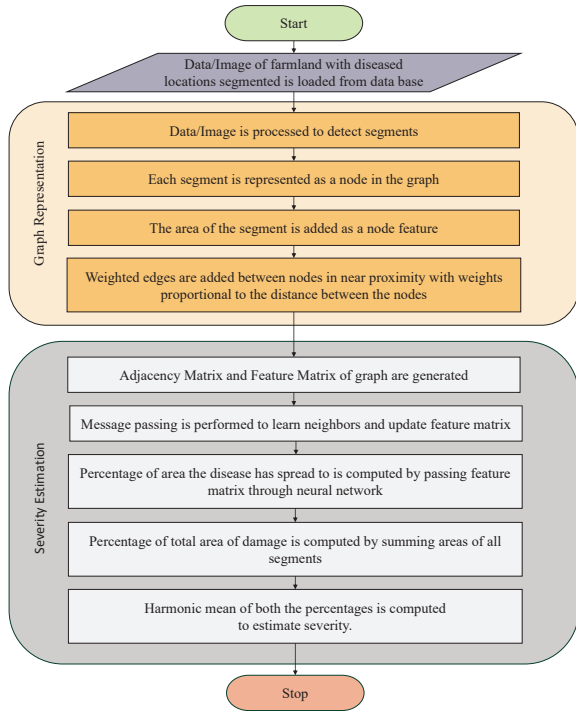 Start
Data/Image of farmland with diseased
locations segmented is loaded from data base
Graph Representation
Data/Image is processed to detect segments
Each segment is represented as a node in the graph
The area of the segment is added as a node feature
Weighted edges are added between nodes in near proximity with weights
proportional to the distance between the nodes
Severity Estimation
Adjacency Matrix and Feature Matrix of graph are generated
Message passing is performed to learn neighbors and update feature matrix
Percentage of area the disease has spread to is computed by passing feature
matrix through neural network
Percentage of total area of damage is computed by summing areas of all
segments
Harmonic mean of both the percentages is computed
to estimate severity.
Stop